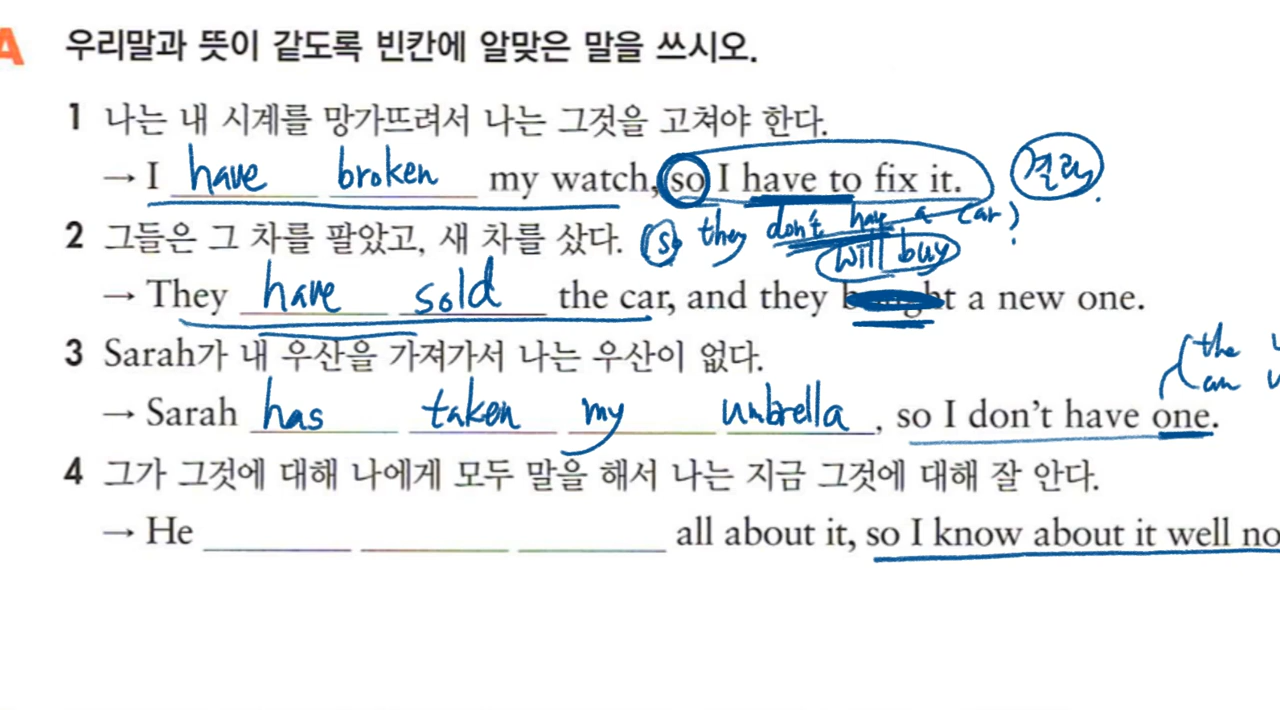 A 우리말과 뜻이 같도록 빈칸에 알맞은 말을 쓰시오.
1 나는 내 시계를 망가뜨려서 나는 그것을 고쳐야 한다.
→ I have broken my watch, so I have to fix it. 결과
2 그들은 그 차를 팔았고, 새 차를 샀다. so they don't have a car
will buy
→ They have sold the car, and they t a new one.
3 Sarah가 내 우산을 가져가서 나는 우산이 없다.
the
an
→ Sarah has taken my umbrella, so I don't have one.
4 그가 그것에 대해 나에게 모두 말을 해서 나는 지금 그것에 대해 잘 안다.
→ He all about it, so I know about it well no